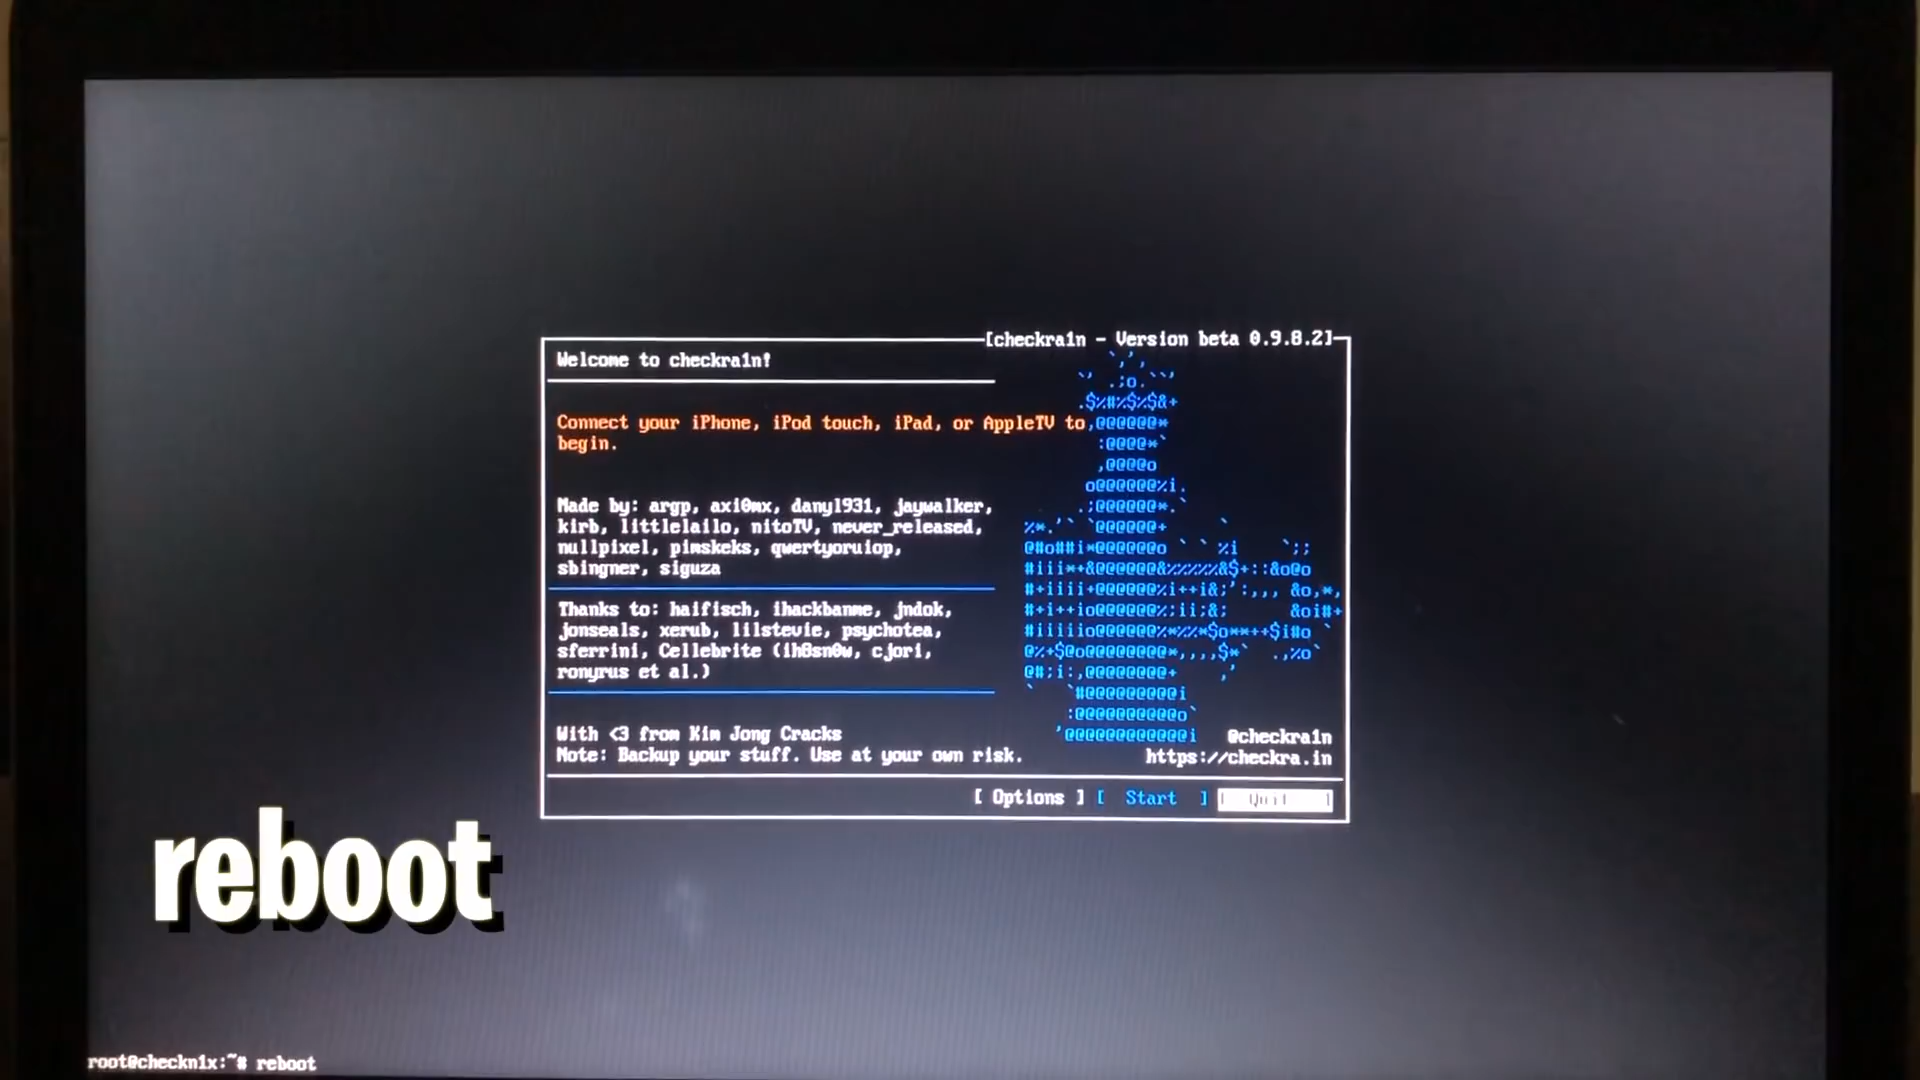 [checkra1n - Version beta 0.9.8.2]
Welcome to checkra1n!
Connect your iPhone, iPod touch, iPad, or AppleTV to
begin.
Made by: argp, axi0mx, danyl931, jaywalker,
kirb, littlelailo, nitoTV, never_released,
nullpixel, pimskeks, qwertyoruiop,
sbingner, siguza
Thanks to: haifisch, ihackbanme, jndok,
jonseals, xerub, lilstevie, psychotea,
sferrini, Cellebrite (ih8sn0w, cjori,
ronyrus et al.)
With <3 from Kim Jong Cracks
Note: Backup your stuff. Use at your own risk.
@checkra1n
https://checkra.in
[ Options ] [ Start ] [ Quit ]
reboot
root@checkn1x:~# reboot